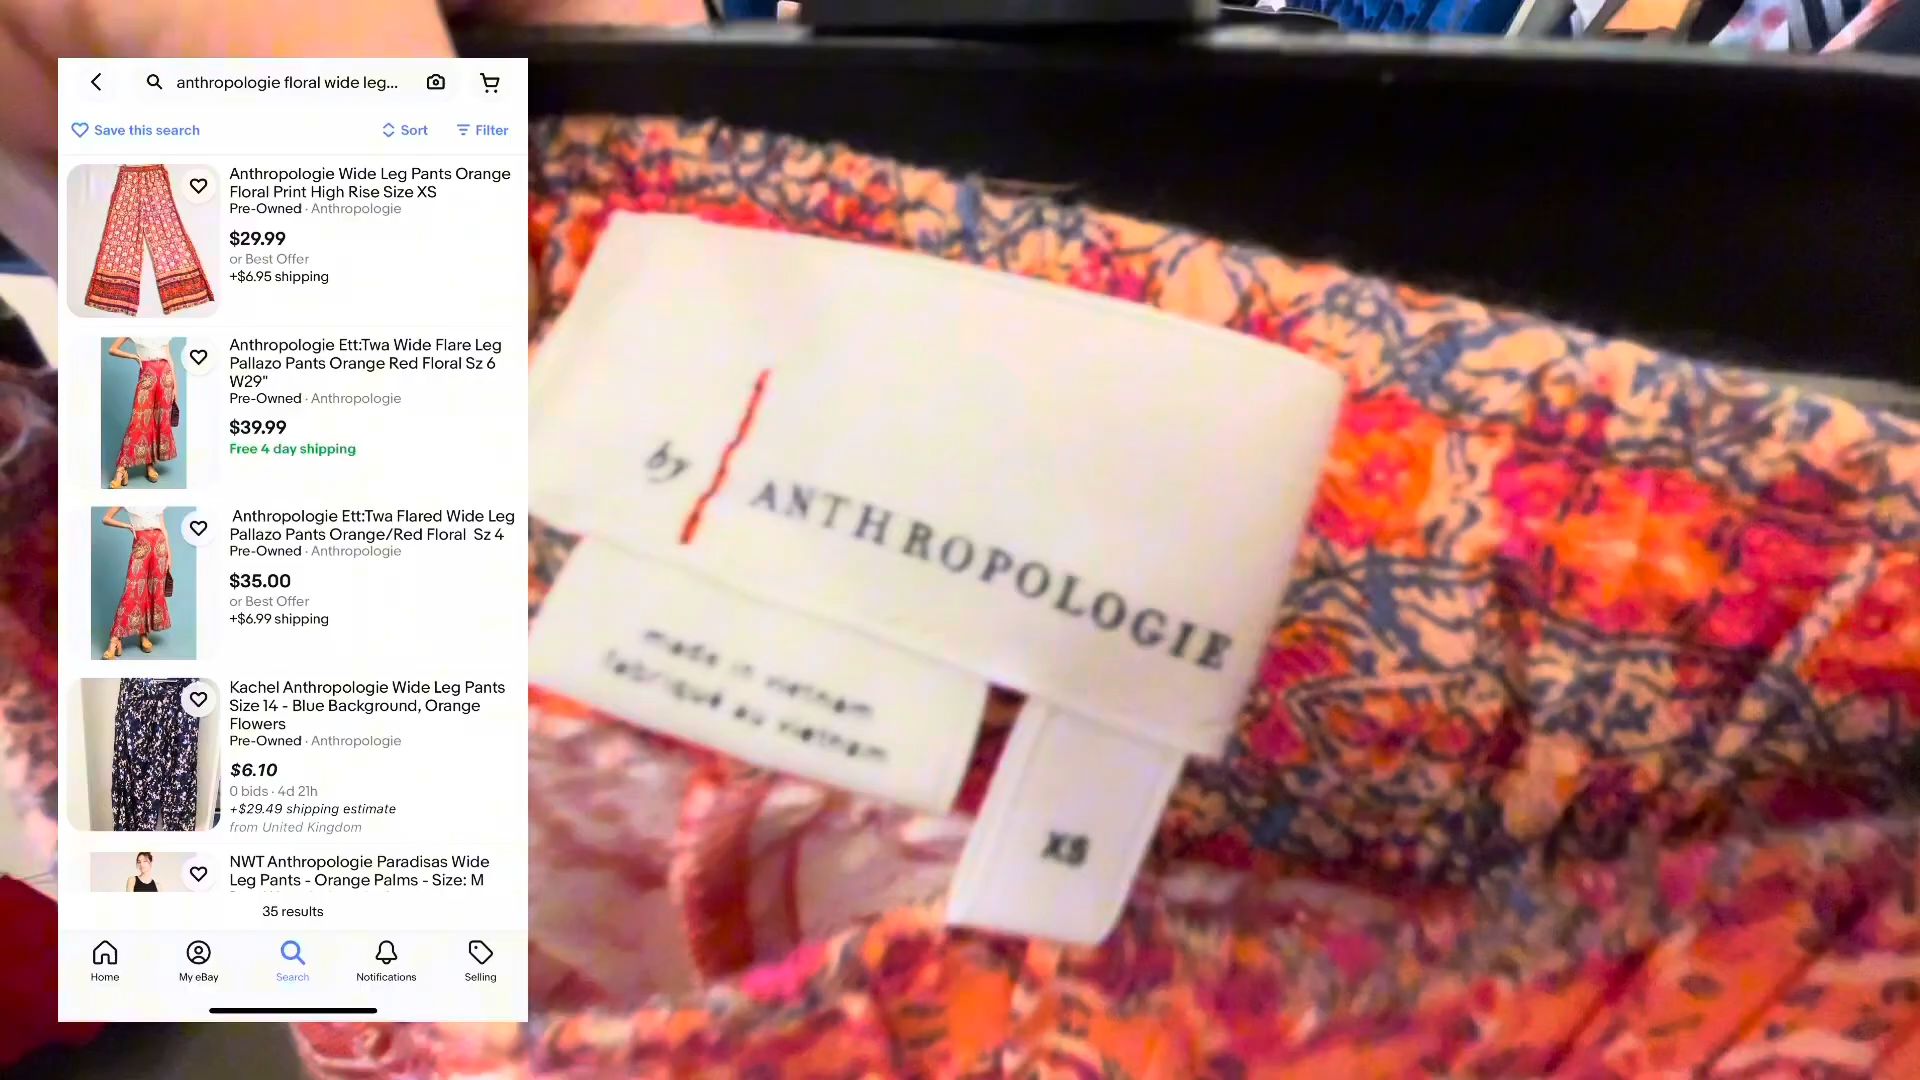 anthropologie floral wide leg...
Save this search
Sort
Filter
Anthropologie Wide Leg Pants Orange
Floral Print High Rise Size XS
Pre-Owned · Anthropologie
$29.99
or Best Offer
+$6.95 shipping
Anthropologie Ett:Twa Wide Flare Leg
Pallazo Pants Orange Red Floral Sz 6
W29"
Pre-Owned · Anthropologie
$39.99
Free 4 day shipping
Anthropologie Ett:Twa Flared Wide Leg
Pallazo Pants Orange/Red Floral Sz 4
Pre-Owned · Anthropologie
$35.00
or Best Offer
+$6.99 shipping
Kachel Anthropologie Wide Leg Pants
Size 14 - Blue Background, Orange
Flowers
Pre-Owned · Anthropologie
$6.10
0 bids · 4d 21h
+$29.49 shipping estimate
from United Kingdom
NWT Anthropologie Paradisas Wide
Leg Pants - Orange Palms - Size: M
35 results
Home
My eBay
Search
Notifications
Selling
by ANTHROPOLOGIE
made in vietnam
fabriqué au vietnam
XS